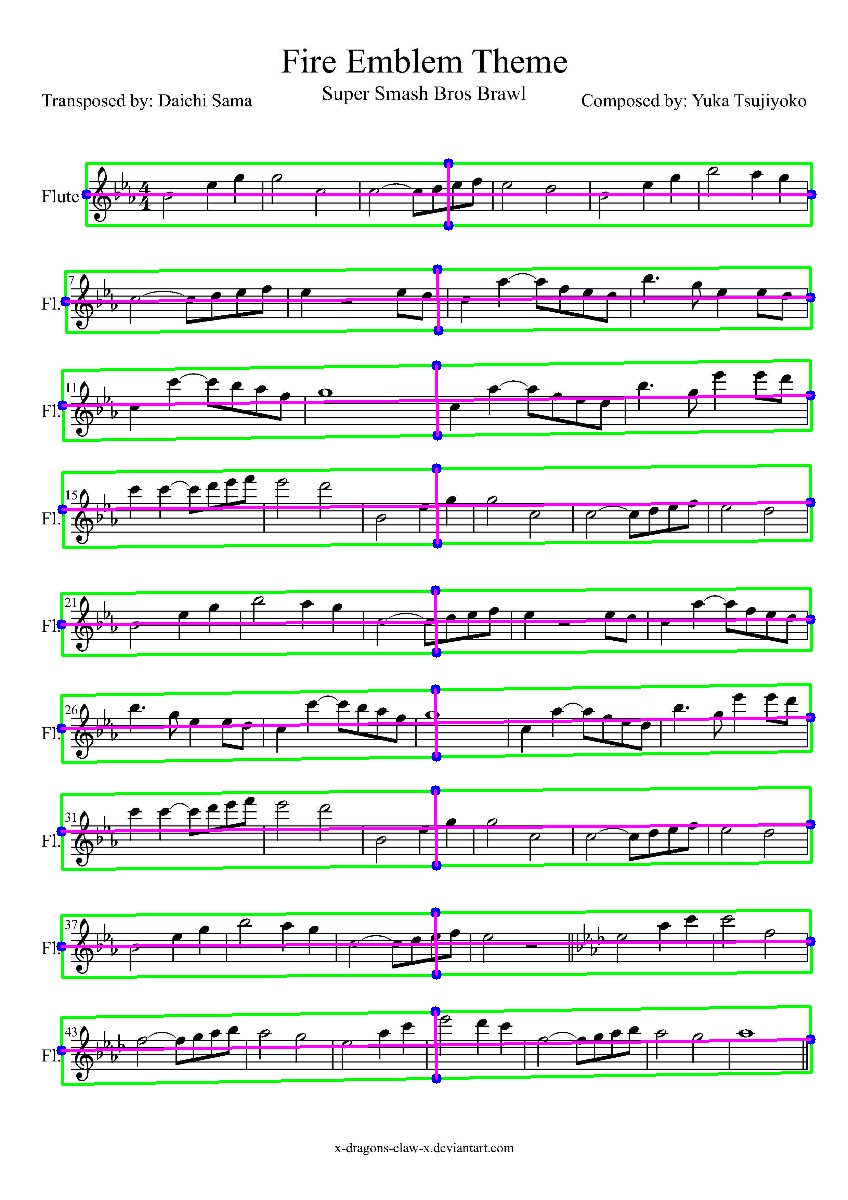 Fire Emblem Theme
Super Smash Bros Brawl
Transposed by: Daichi Sama
Composed by: Yuka Tsujiyoko
Flute
4
4
7
Fl.
11
Fl.
15
Fl.
21
Fl.
26
Fl.
31
Fl.
37
Fl.
43
Fl.
x-dragons-claw-x.deviantart.com